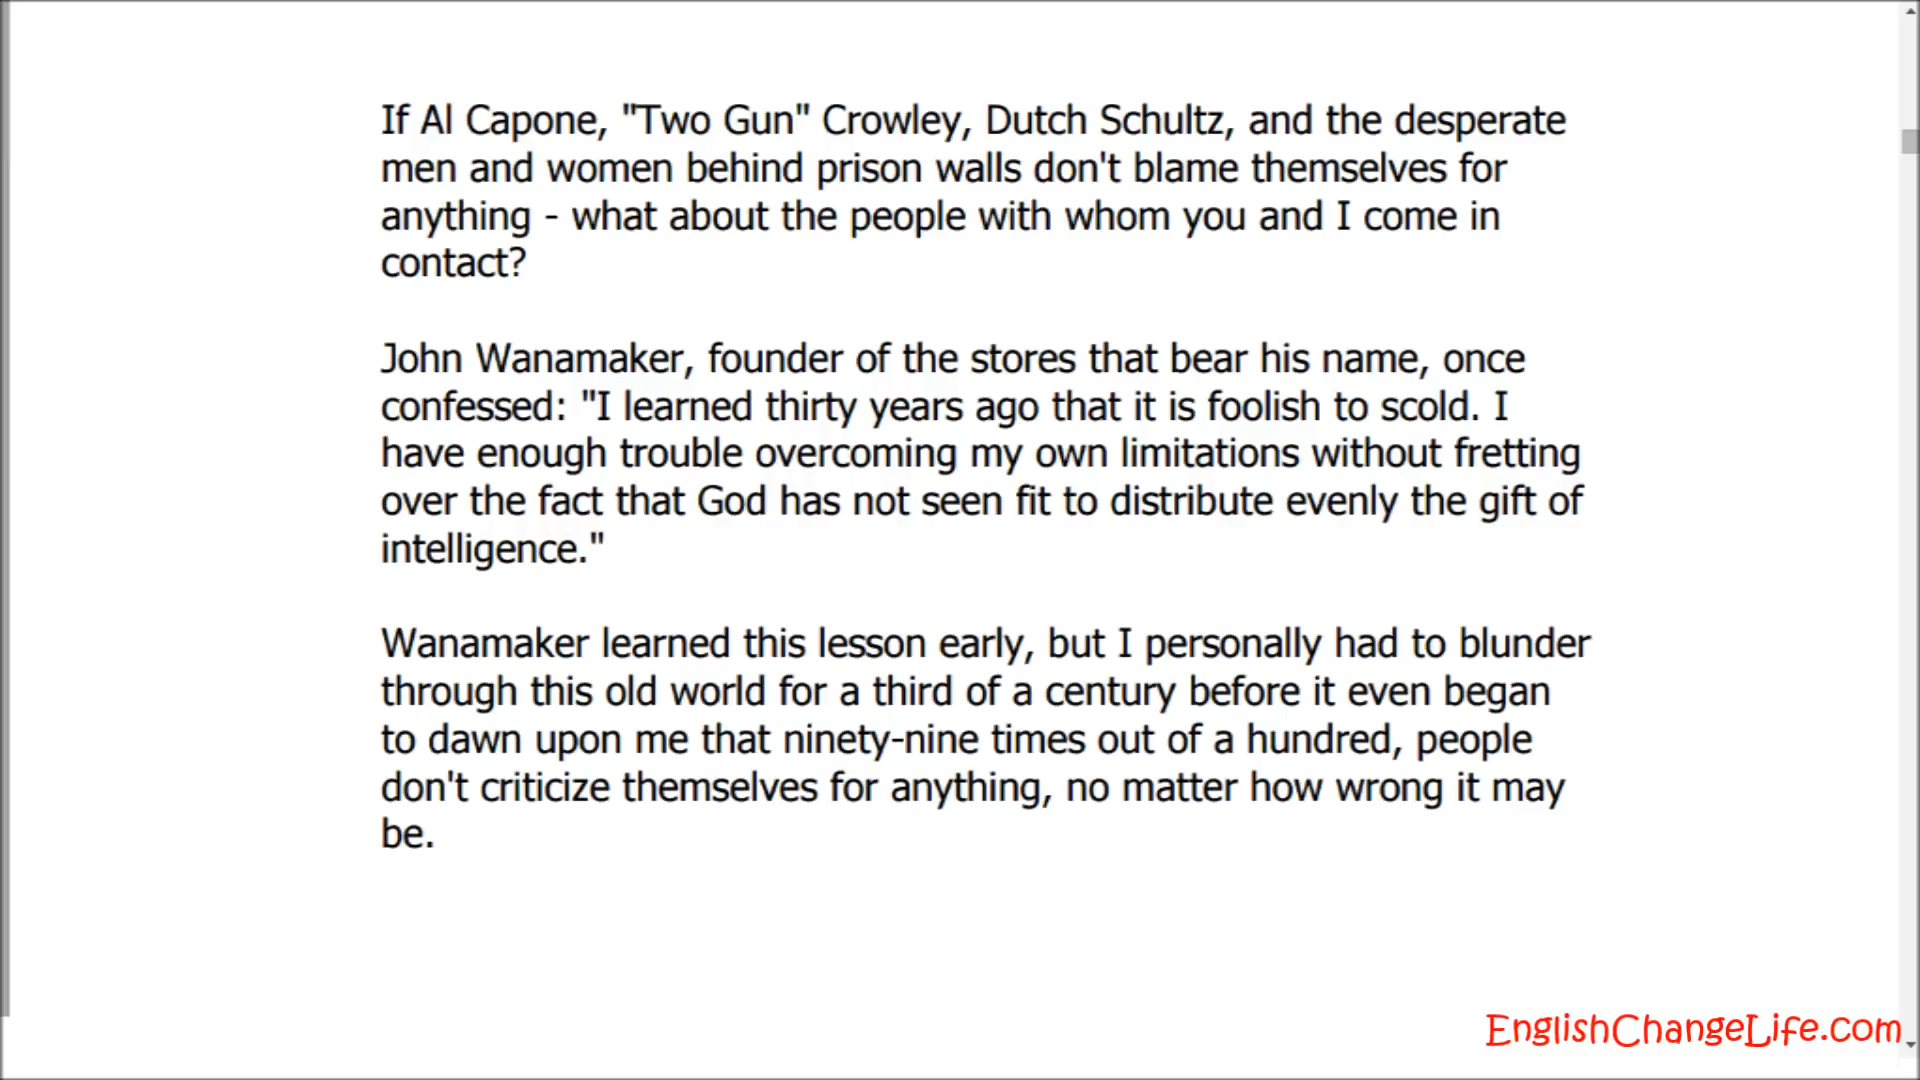 If Al Capone, "Two Gun" Crowley, Dutch Schultz, and the desperate
men and women behind prison walls don't blame themselves for
anything - what about the people with whom you and I come in
contact?
John Wanamaker, founder of the stores that bear his name, once
confessed: "I learned thirty years ago that it is foolish to scold. I
have enough trouble overcoming my own limitations without fretting
over the fact that God has not seen fit to distribute evenly the gift of
intelligence."
Wanamaker learned this lesson early, but I personally had to blunder
through this old world for a third of a century before it even began
to dawn upon me that ninety-nine times out of a hundred, people
don't criticize themselves for anything, no matter how wrong it may
be.
EnglishChangeLife.com